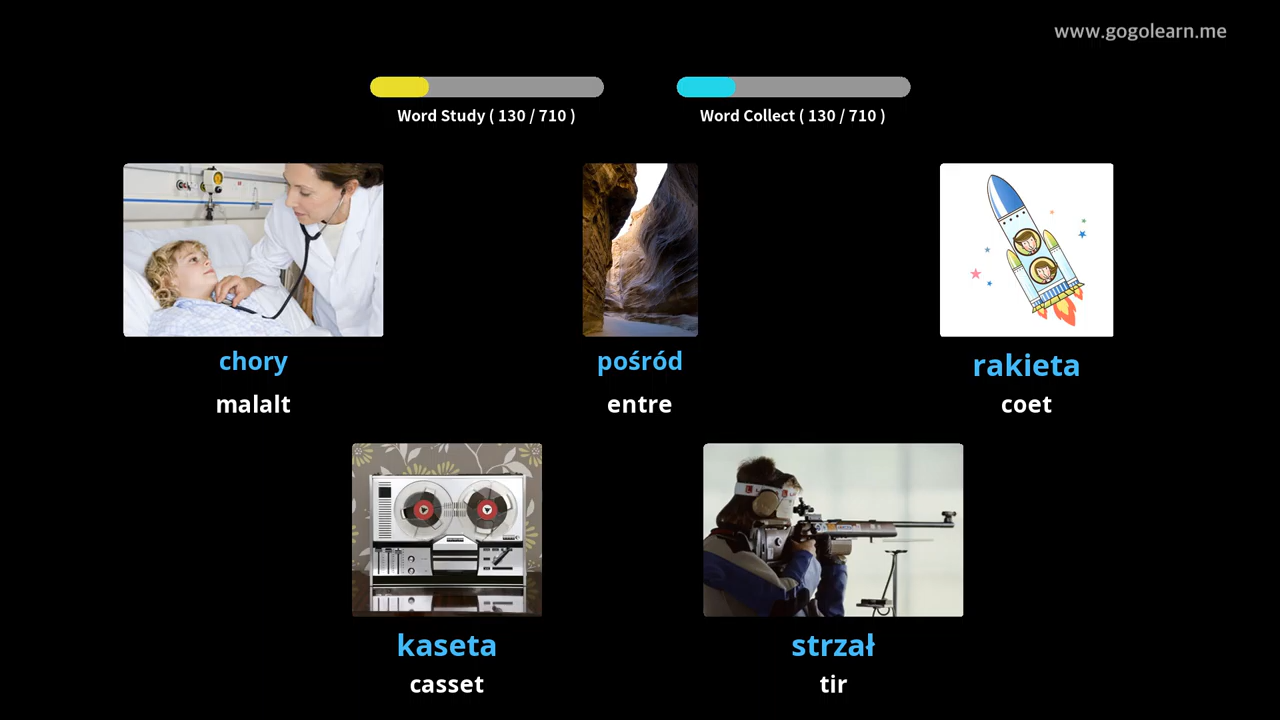 www.gogolearn.me
Word Study ( 130 / 710 )
Word Collect ( 130 / 710 )
chory
malalt
pośród
entre
rakieta
coet
kaseta
casset
strzał
tir